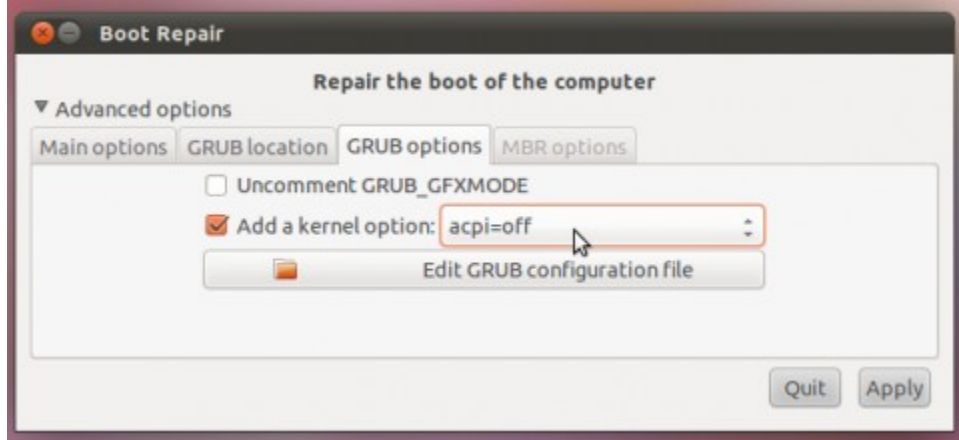 Boot Repair
Repair the boot of the computer
Advanced options
Main options GRUB location GRUB options MBR options
Uncomment GRUB_GFXMODE
Add a kernel option: acpi=off
Edit GRUB configuration file
Quit Apply